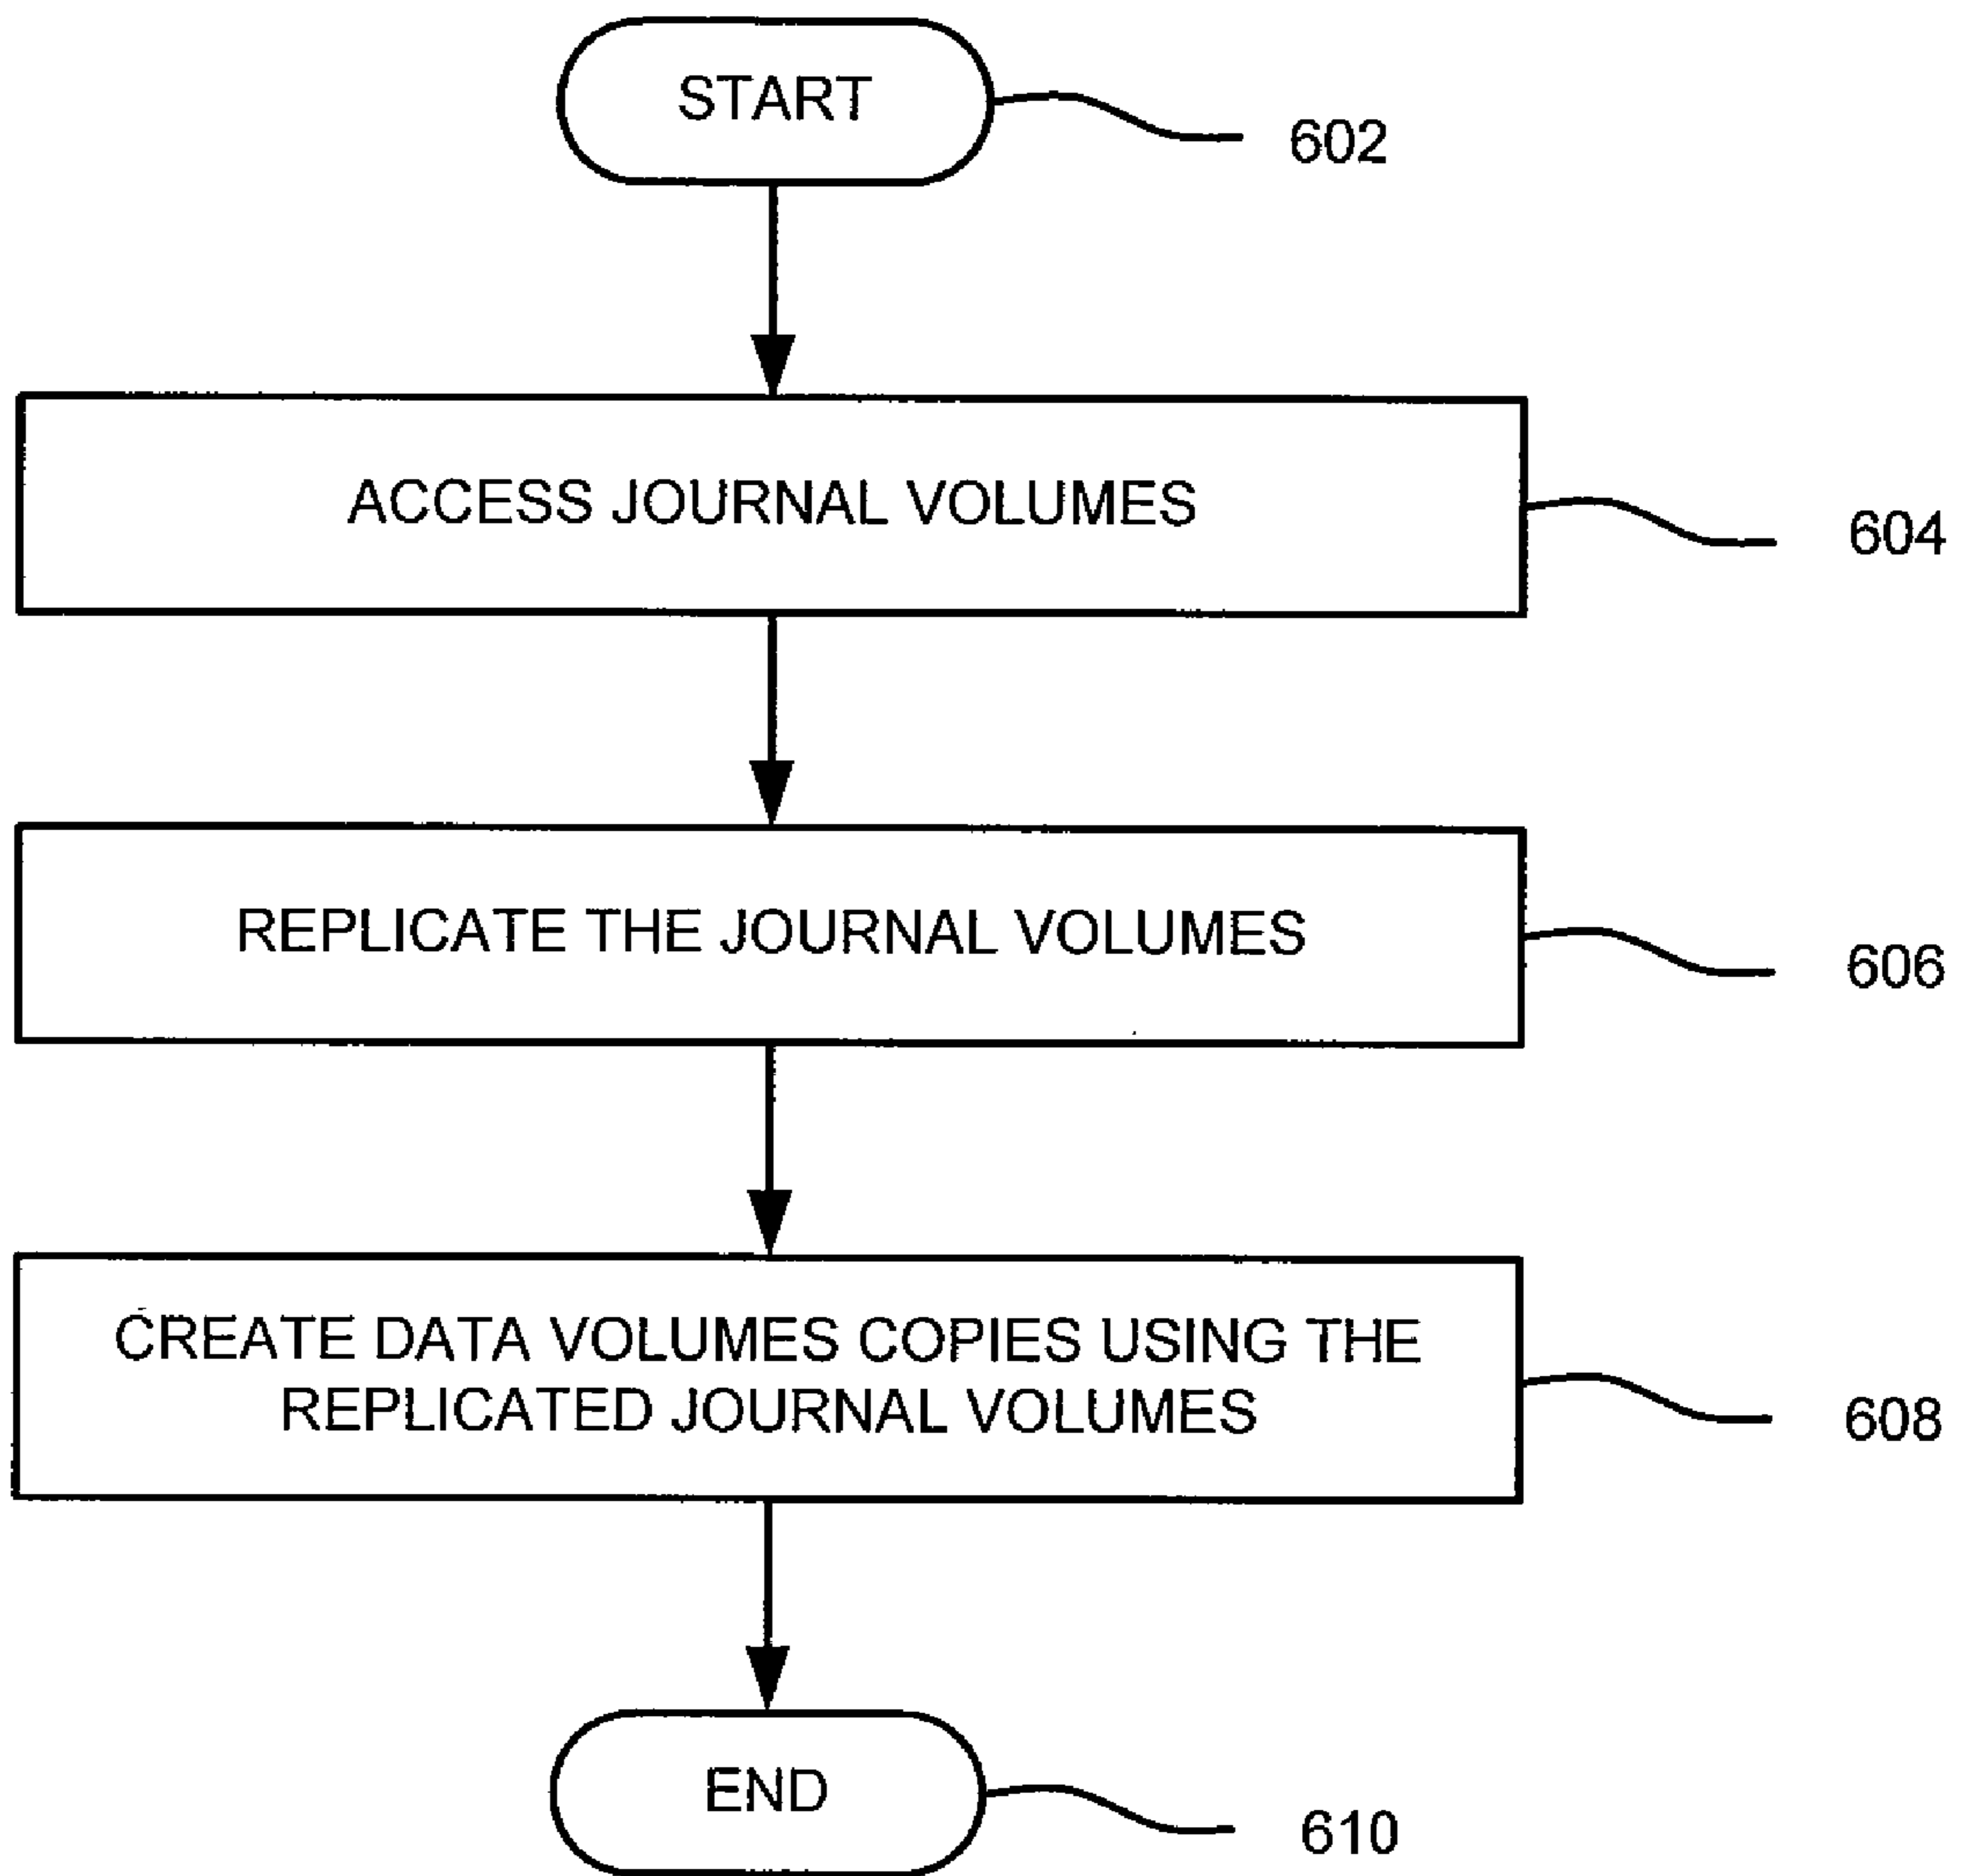 START
602
ACCESS JOURNAL VOLUMES
604
REPLICATE THE JOURNAL VOLUMES
606
CREATE DATA VOLUMES COPIES USING THE
REPLICATED JOURNAL VOLUMES
608
END
610